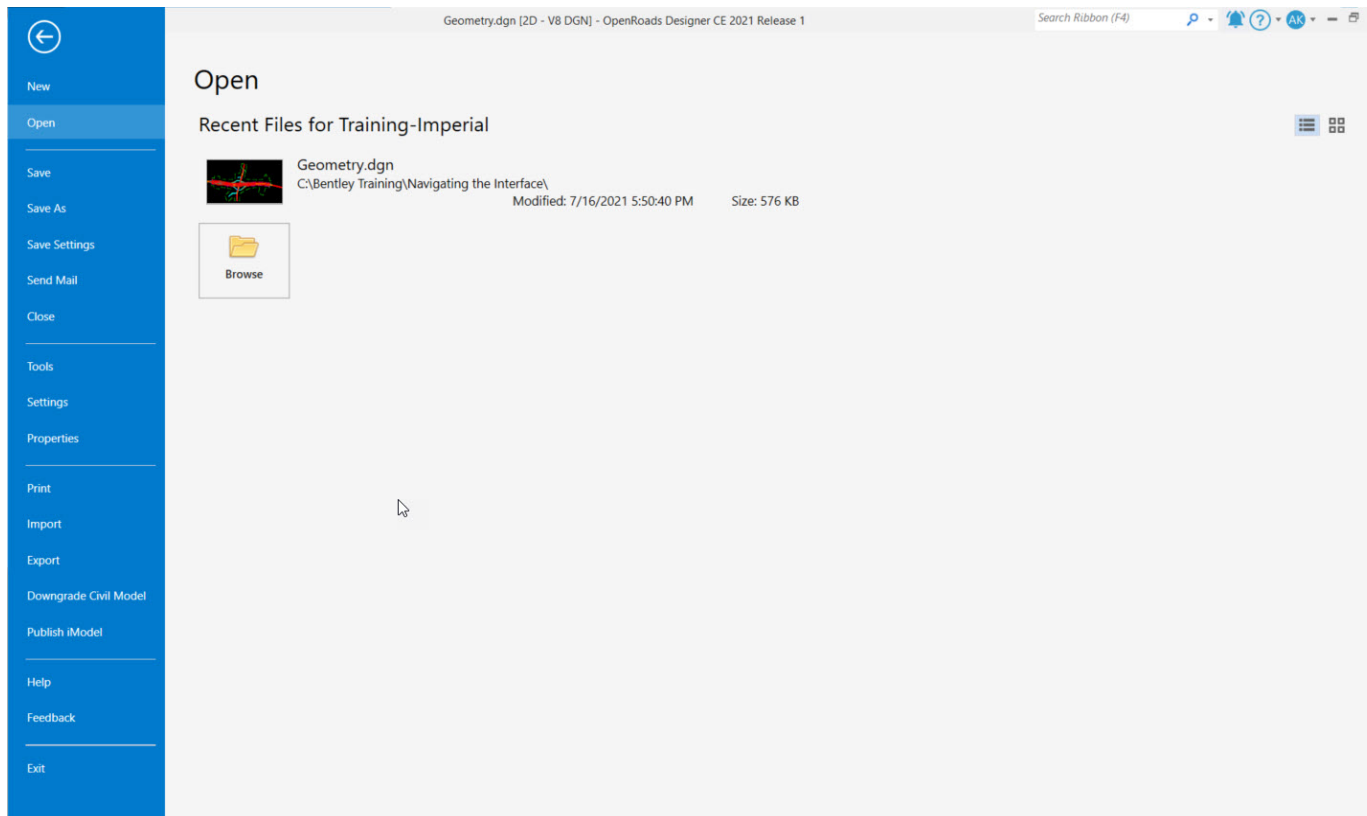 Geometry.dgn [2D - V8 DGN] - OpenRoads Designer CE 2021 Release 1
Search Ribbon (F4)
?
AK
New
Open
Save
Save As
Save Settings
Send Mail
Close
Tools
Settings
Properties
Print
Import
Export
Downgrade Civil Model
Publish iModel
Help
Feedback
Exit
Open
Recent Files for Training-Imperial
Geometry.dgn
C:\Bentley Training\Navigating the Interface\
Modified: 7/16/2021 5:50:40 PM Size: 576 KB
Browse